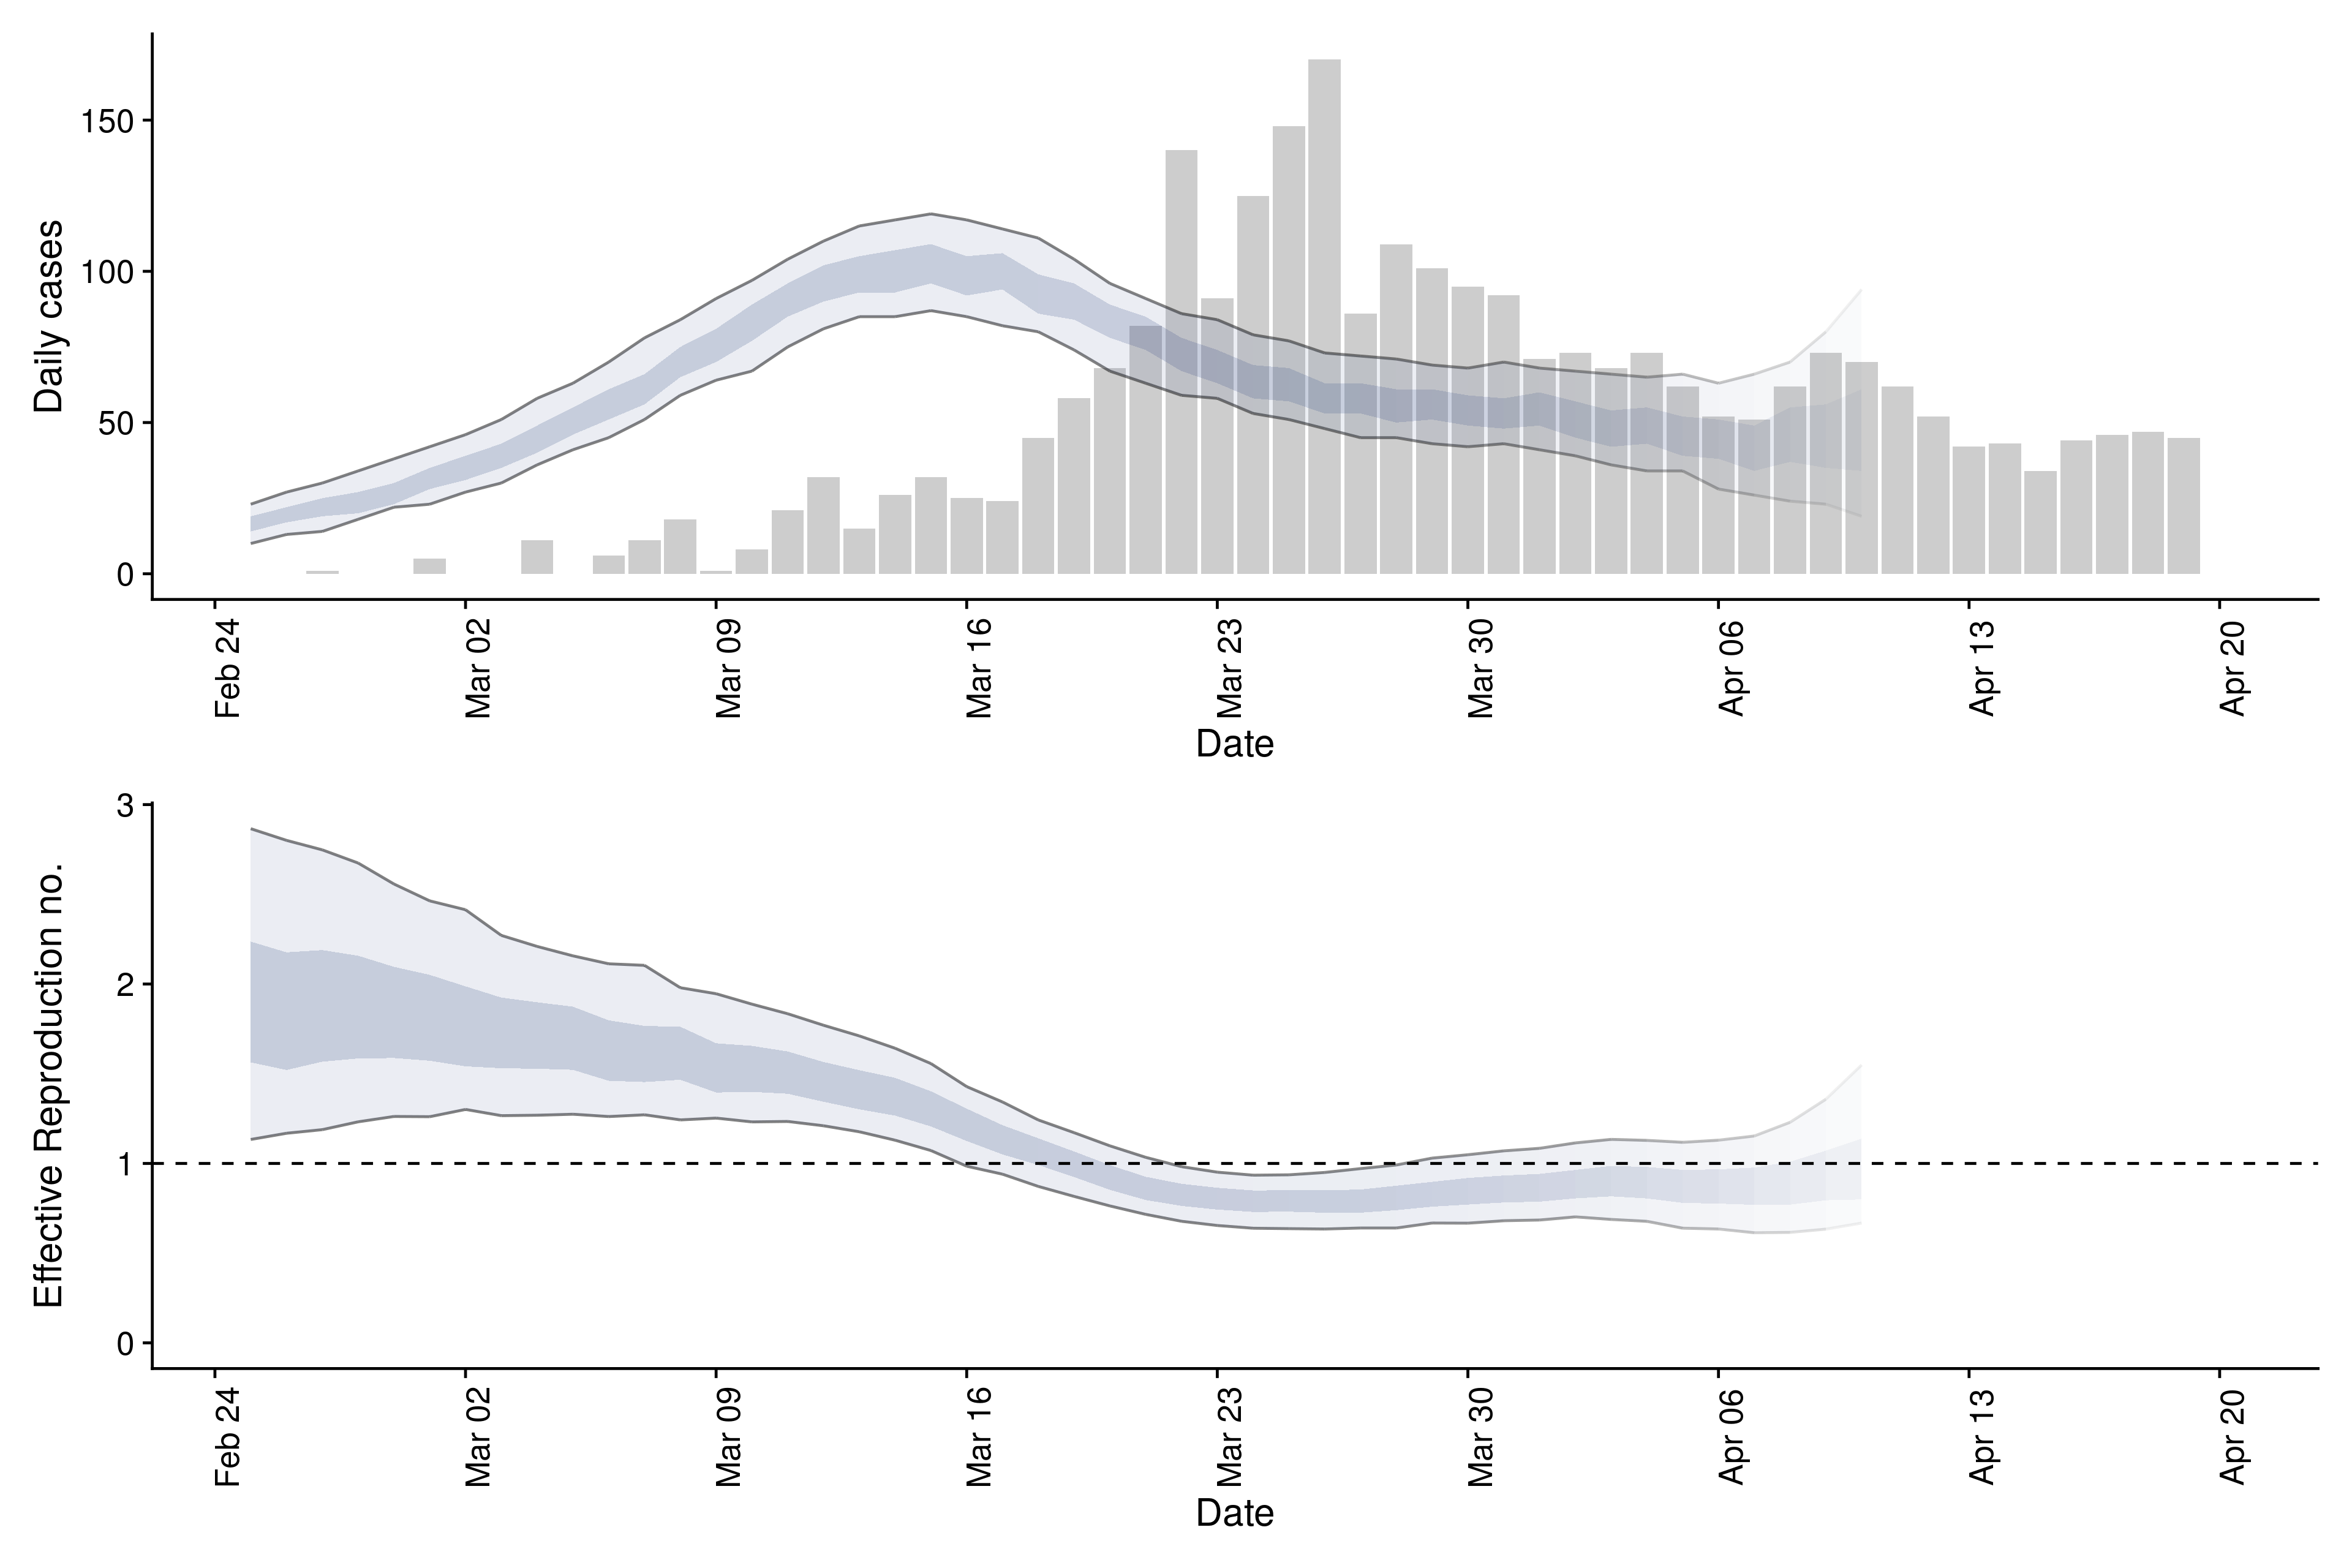 Daily cases
150
100
50
0
Feb 24
Mar 02
Mar 09
Mar 16
Mar 23
Mar 30
Apr 06
Apr 13
Apr 20
Date
Effective Reproduction no.
3
2
1
0
Feb 24
Mar 02
Mar 09
Mar 16
Mar 23
Mar 30
Apr 06
Apr 13
Apr 20
Date